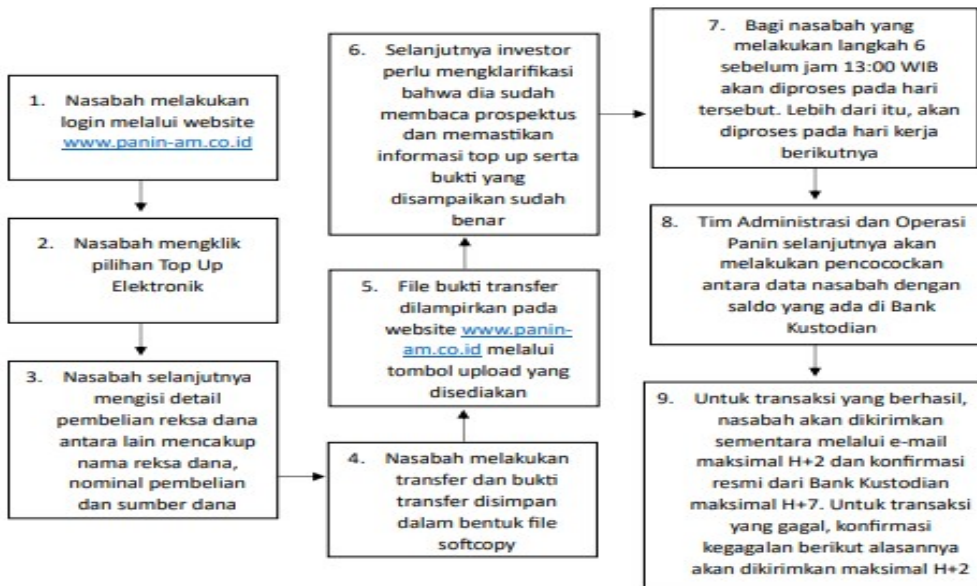 1. Nasabah melakukan
login melalui website
www.panin-am.co.id
2. Nasabah mengklik
pilihan Top Up
Elektronik
3. Nasabah selanjutnya
mengisi detail
pembelian reksa dana
antara lain mencakup
nama reksa dana,
nominal pembelian
dan sumber dana
4. Nasabah melakukan
transfer dan bukti
transfer disimpan
dalam bentuk file
softcopy
5. File bukti transfer
dilampirkan pada
website www.panin-
am.co.id melalui
tombol upload yang
disediakan
6. Selanjutnya investor
perlu mengklarifikasi
bahwa dia sudah
membaca prospektus
dan memastikan
informasi top up serta
bukti yang
disampaikan sudah
benar
7. Bagi nasabah yang
melakukan langkah 6
sebelum jam 13:00 WIB
akan diproses pada hari
tersebut. Lebih dari itu, akan
diproses pada hari kerja
berikutnya
8. Tim Administrasi dan Operasi
Panin selanjutnya akan
melakukan pencocockan
antara data nasabah dengan
saldo yang ada di Bank
Kustodian
9. Untuk transaksi yang berhasil,
nasabah akan dikirimkan
sementara melalui e-mail
maksimal H+2 dan konfirmasi
resmi dari Bank Kustodian
maksimal H+7. Untuk transaksi
yang gagal, konfirmasi
kegagalan berikut alasannya
akan dikirimkan maksimal H+2